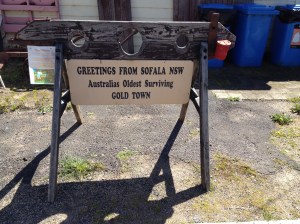 GREETINGS FROM SOFALA NSW
Australias Oldest Surviving
GOLD TOWN